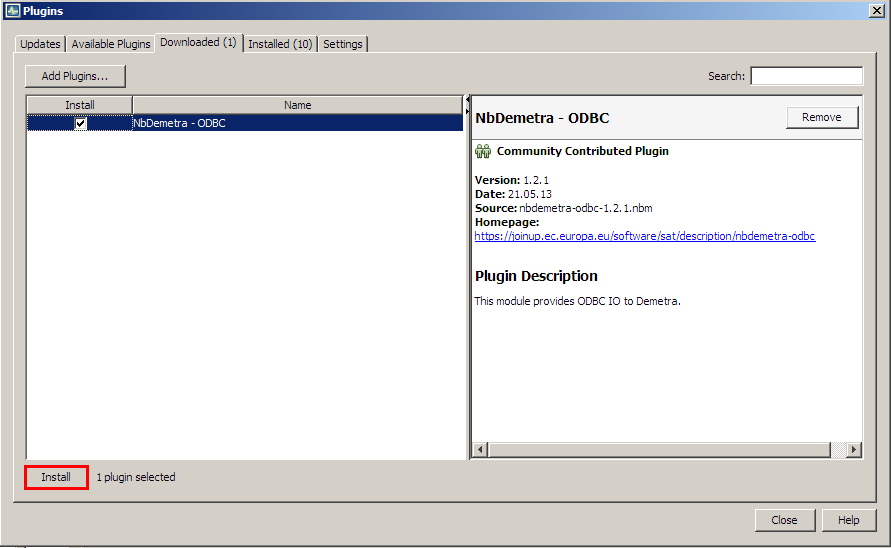 Plugins
Updates Available Plugins Downloaded (1) Installed (10) Settings
Add Plugins... Search:
Install Name
NbDemetra - ODBC
NbDemetra - ODBC Remove
Community Contributed Plugin
Version: 1.2.1
Date: 21.05.13
Source: nbdemetra-odbc-1.2.1.nbm
Homepage:
https://joinup.ec.europa.eu/software/sat/description/nbdemetra-odbc
Plugin Description
This module provides ODBC IO to Demetra.
Install 1 plugin selected
Close Help